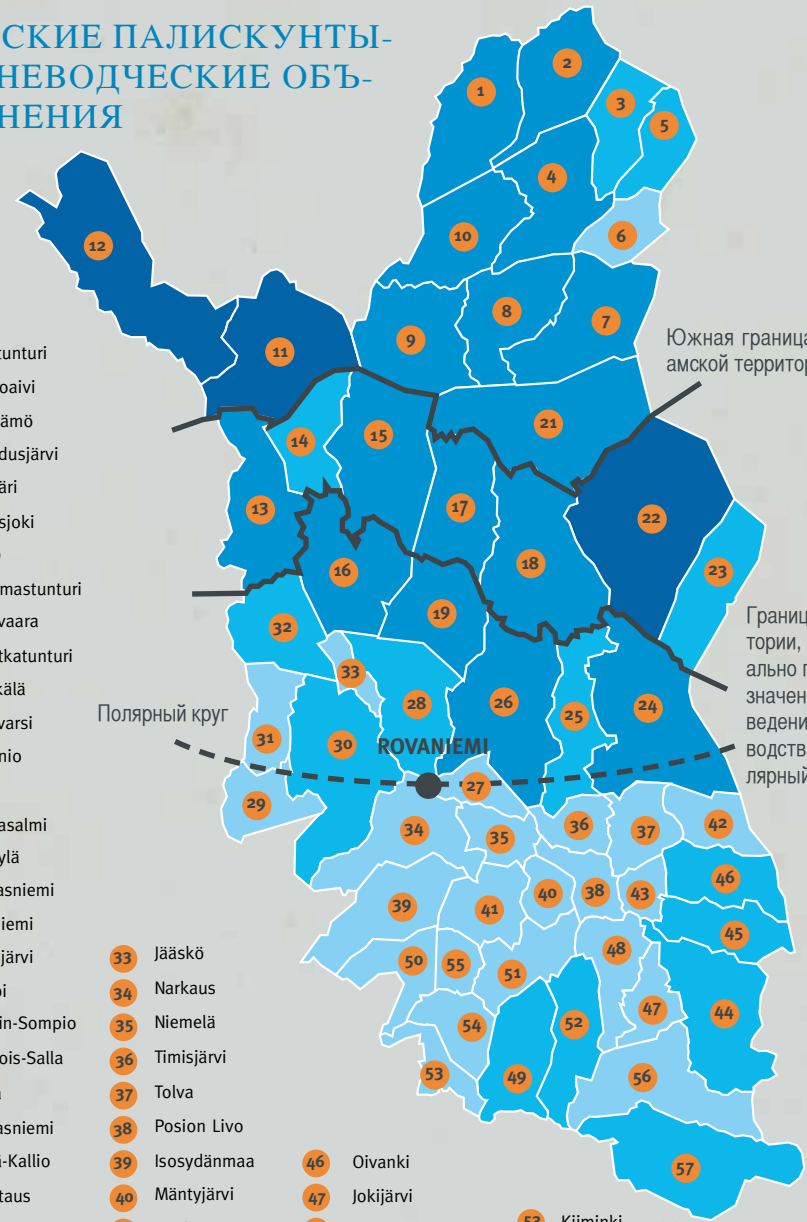 СКИЕ ПАЛИСКУНТЫ-
НЕВОДЧЕСКИЕ ОБЪ-
НЕНИЯ
1
2
3
5
4
12
10
6
8
7
9
11
Южная граница
амской территор
21
14
15
13
17
22
18
23
16
19
32
Границ
тории,
ально п
значен
ведени
водства
лярный
33
28
26
25
24
Полярный круг
31
30
ROVANIEMI
27
29
34
35
36
37
42
46
39
41
40
38
43
45
50
55
51
48
44
54
52
47
53
49
56
57
tunturi
oaivi
ämö
dusjärvi
äri
sjoki
mastunturi
vaara
tkatunturi
kälä
varsi
nio
asalmi
ylä
asniemi
iemi
järvi
in-Sompio
ois-Salla
asniemi
-Kallio
taus
33 Jääskö
34 Narkaus
35 Niemelä
36 Timisjärvi
37 Tolva
38 Posion Livo
39 Isosydänmaa
40 Mäntyjärvi
46 Oivanki
47 Jokijärvi
53 Kiiminki